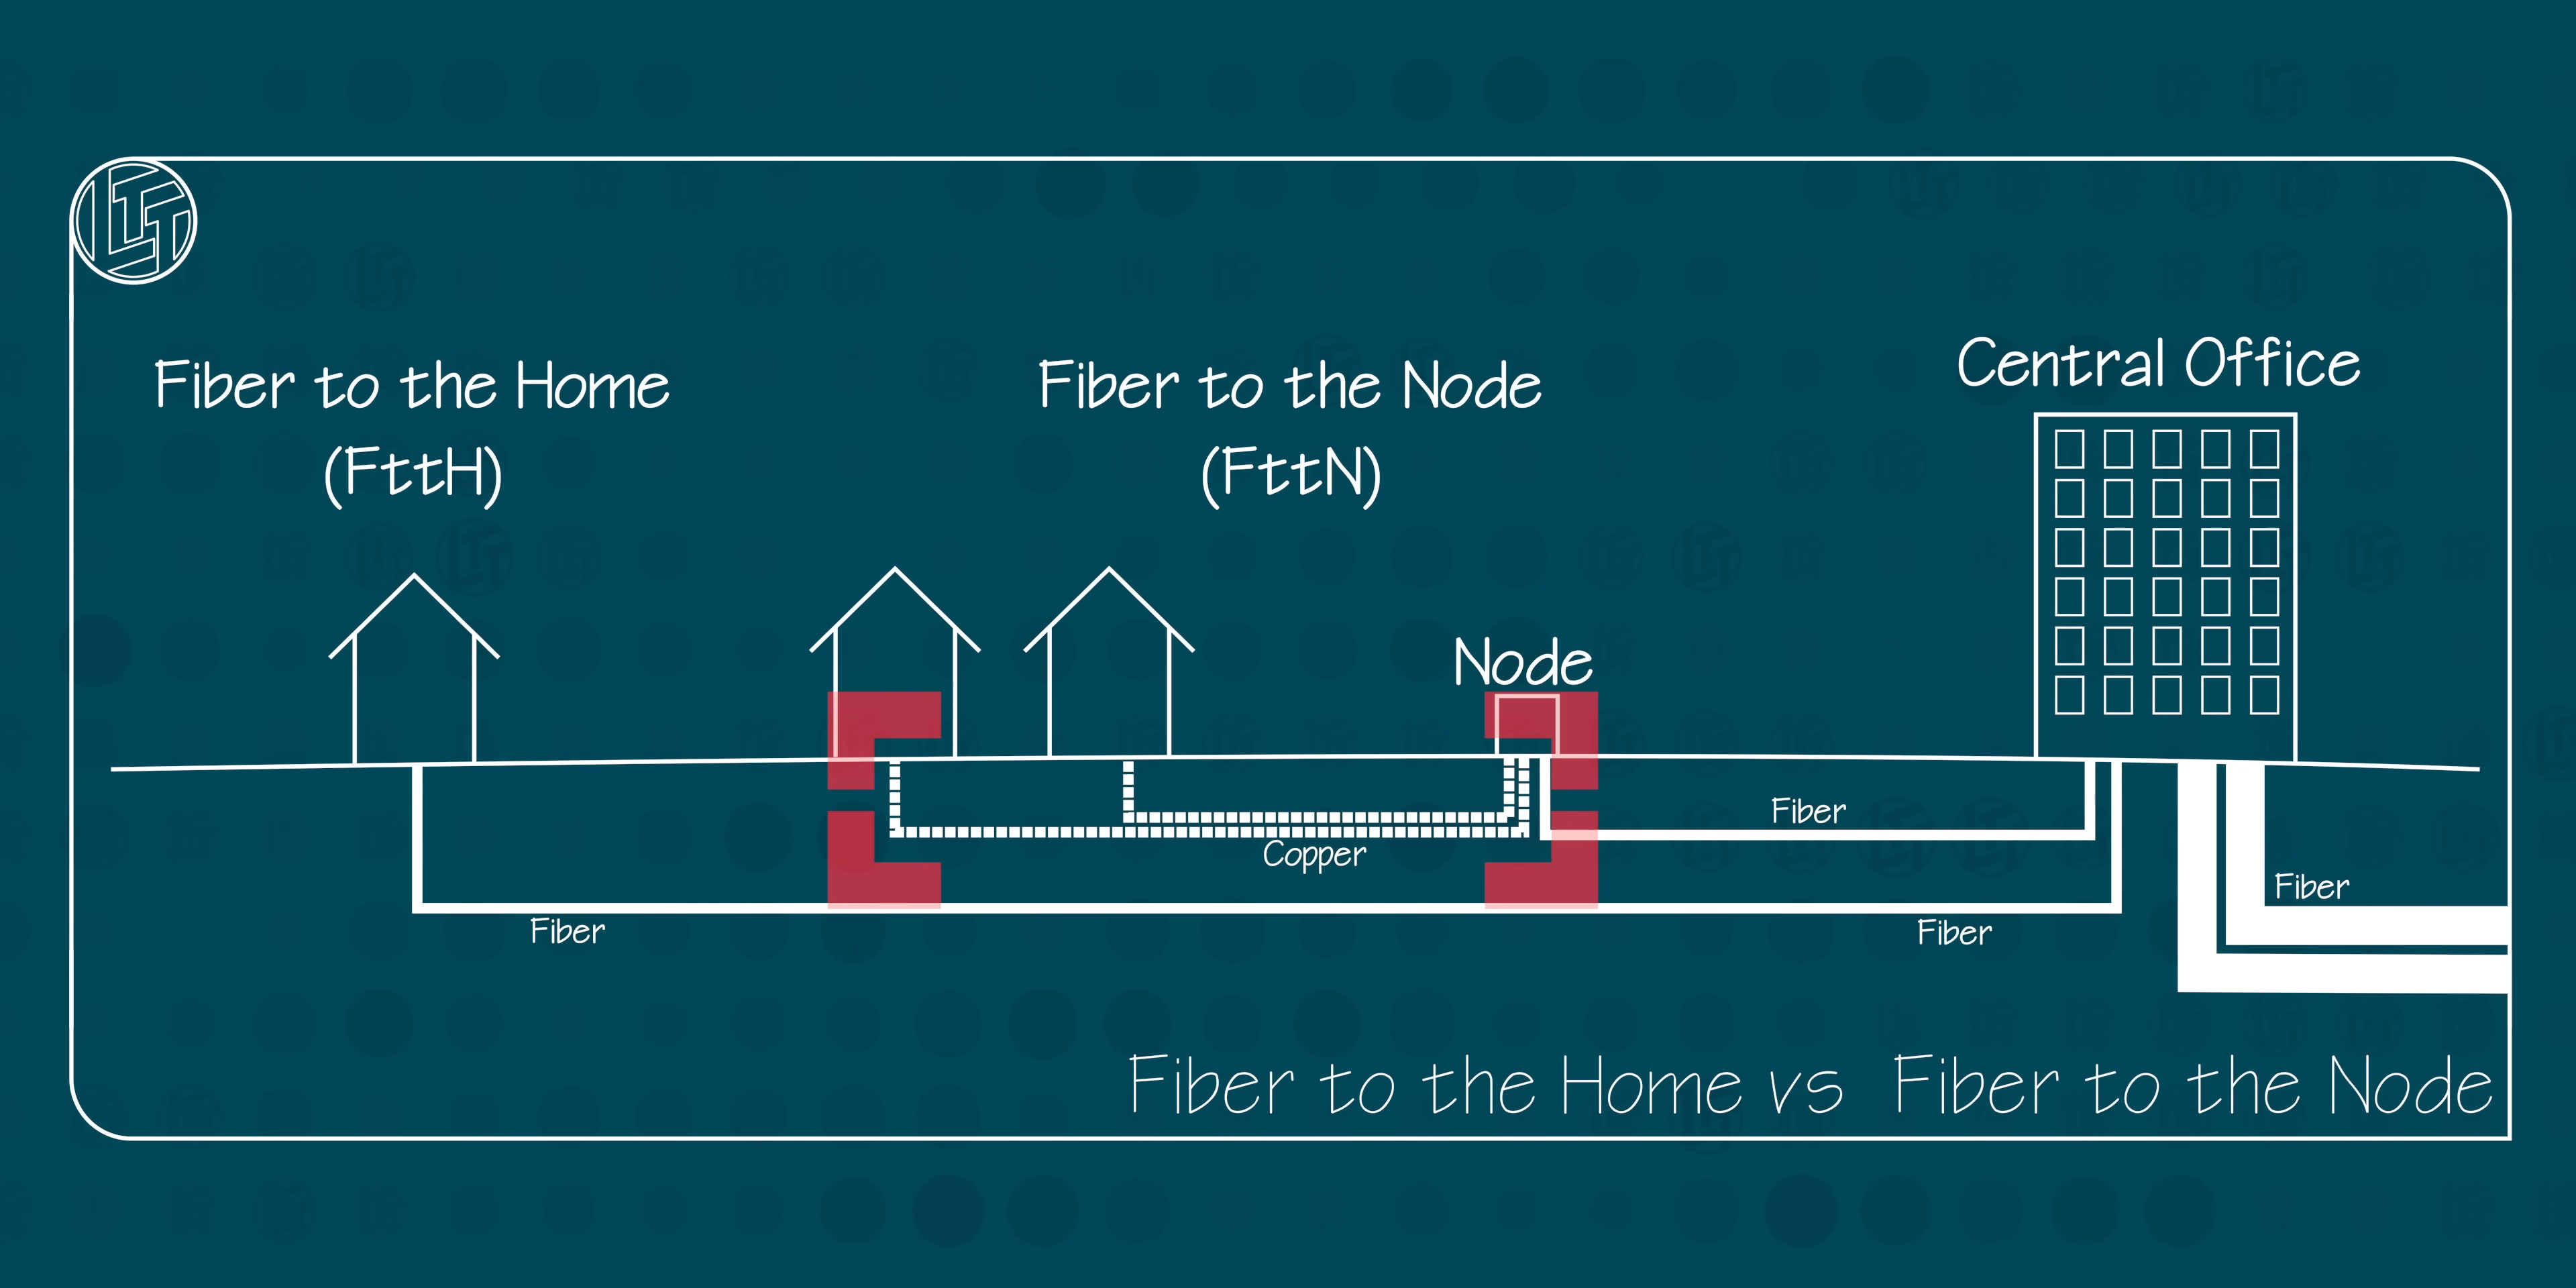 LTT
Fiber to the Home
(FttH)
Fiber to the Node
(FttN)
Central Office
Node
Fiber
Copper
Fiber
Fiber
Fiber
Fiber to the Home vs Fiber to the Node